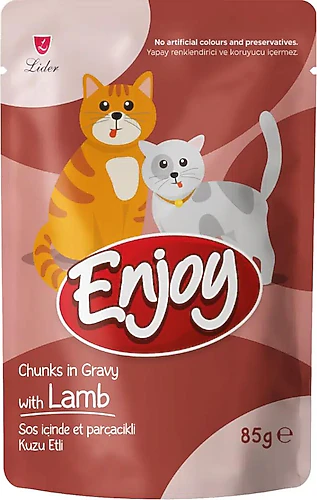 Lider
No artificial colours and preservatives.
Yapay renklendirici ve koruyucu içermez.
Enjoy
Chunks in Gravy
with Lamb
Sos içinde et parçacikli
Kuzu Etli
85g ℮